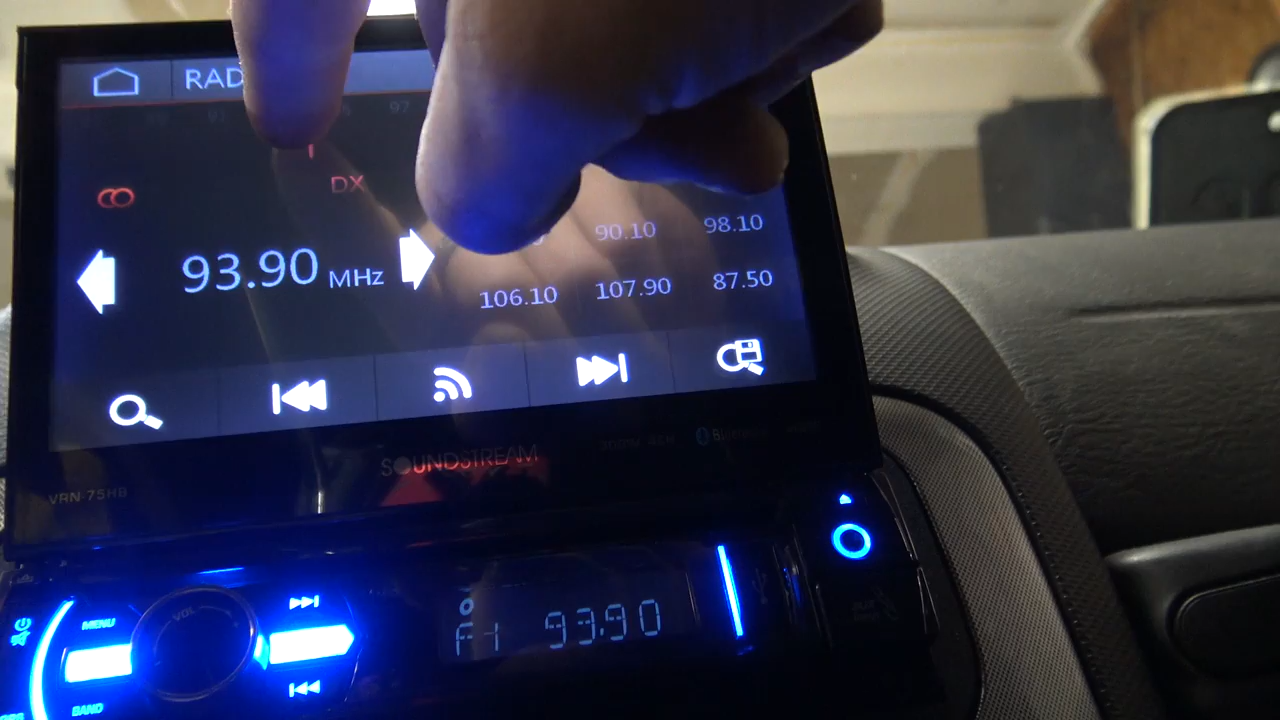 RAD
97
DX
93.90 MHz
90.10 98.10
106.10 107.90 87.50
SOUNDSTREAM
VRN-75HB
MENU
VOL
BAND
F1 93.90